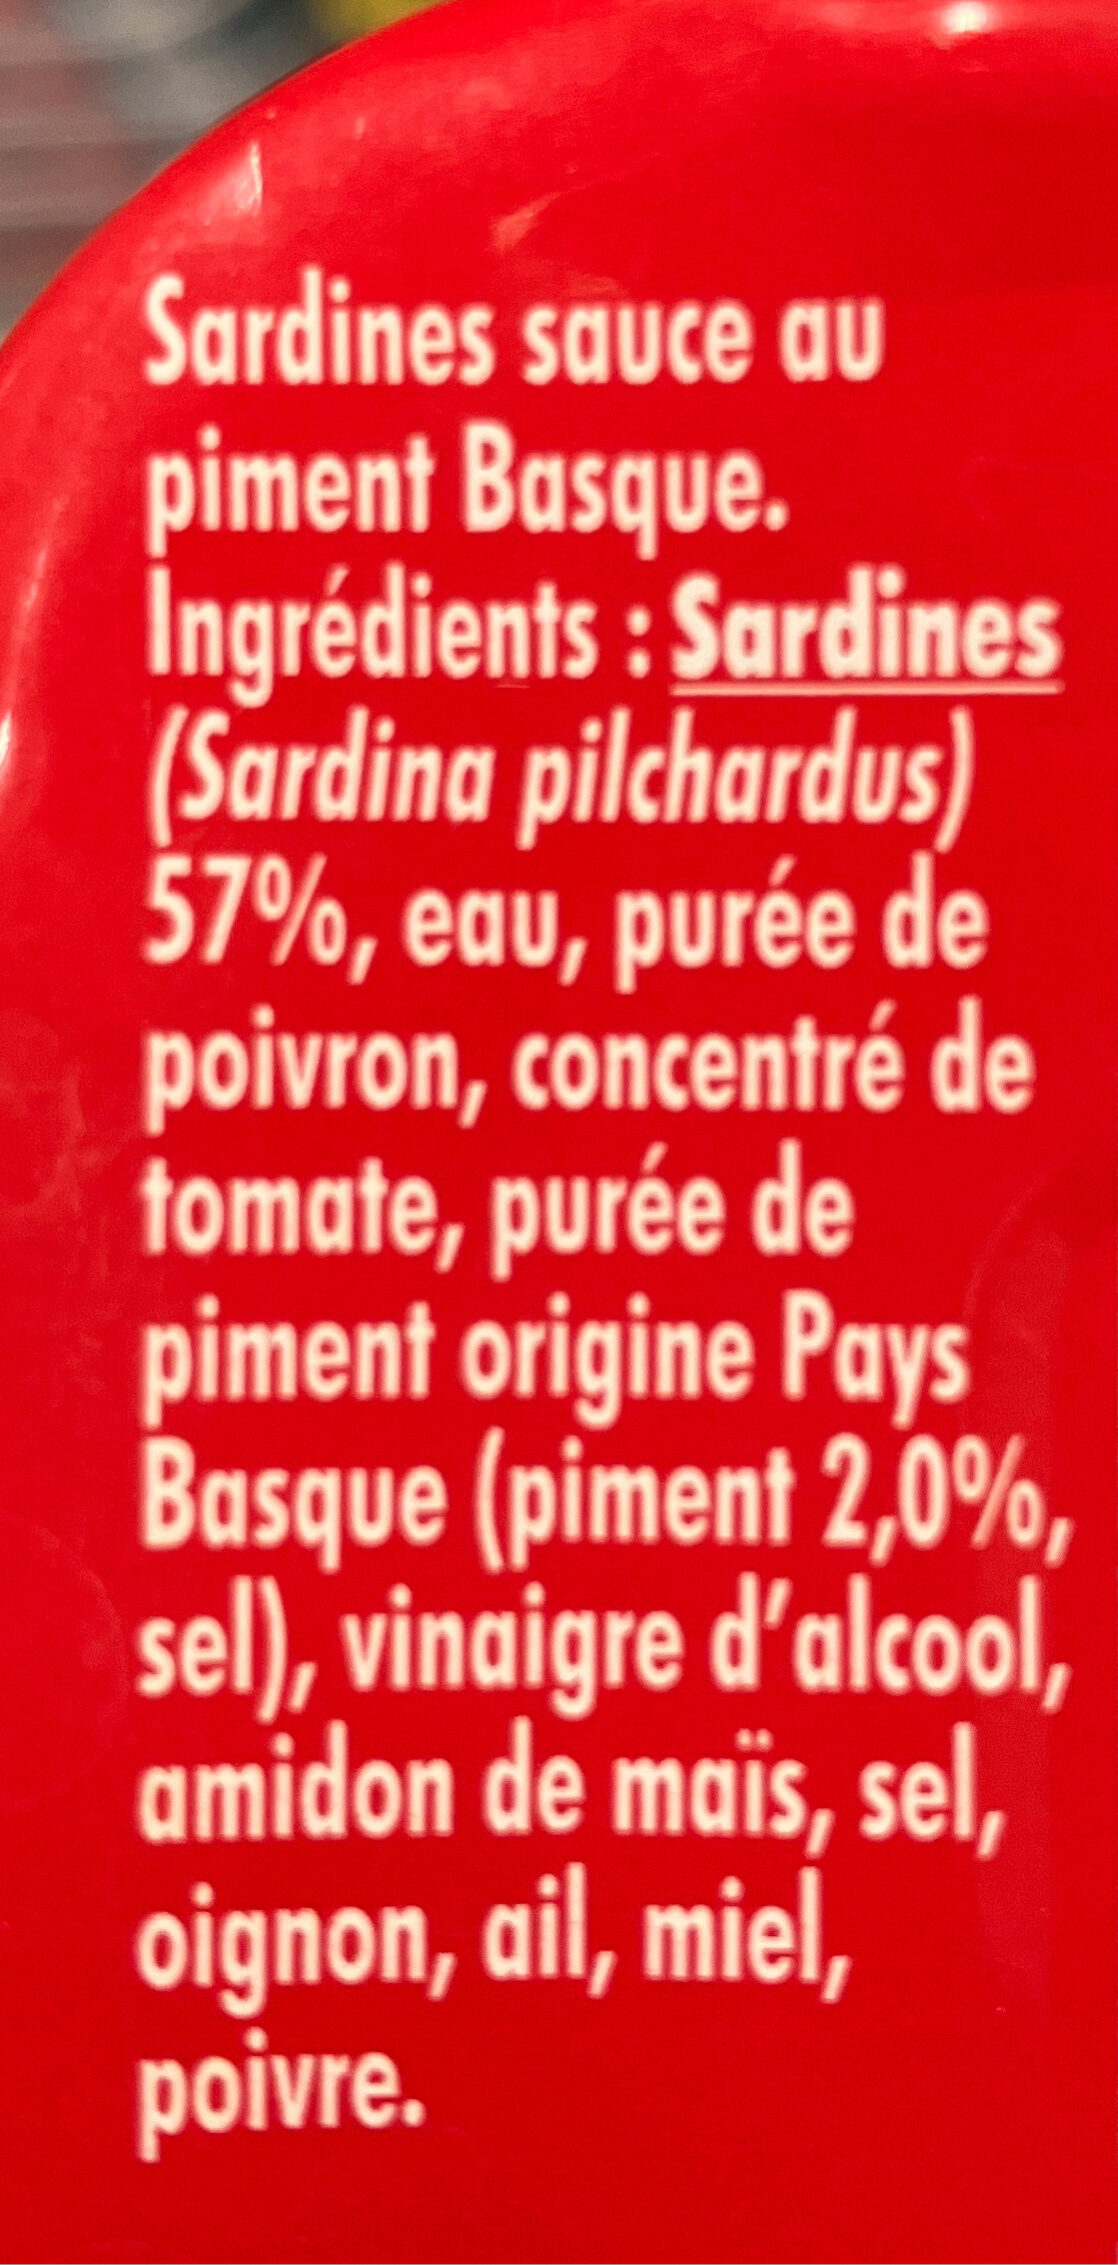 Sardines sauce au
piment Basque.
Ingrédients : Sardines
(Sardina pilchardus)
57%, eau, purée de
poivron, concentré de
tomate, purée de
piment origine Pays
Basque (piment 2,0%,
sel), vinaigre d’alcool,
amidon de maïs, sel,
oignon, ail, miel,
poivre.